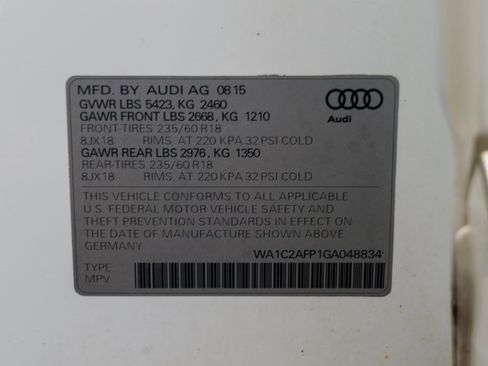 MFD. BY AUDI AG 08 15
GVWR LBS 5423, KG 2460
GAWR FRONT LBS 2668, KG 1210
FRONT-TIRES 235/60 R18
8JX18 RIMS, AT 220 KPA 32 PSI COLD
GAWR REAR LBS 2976, KG 1350
REAR-TIRES 235/60 R18
8JX18 RIMS, AT 220 KPA 32 PSI COLD
Audi
THIS VEHICLE CONFORMS TO ALL APPLICABLE
U.S. FEDERAL MOTOR VEHICLE SAFETY AND
THEFT PREVENTION STANDARDS IN EFFECT ON
THE DATE OF MANUFACTURE SHOWN ABOVE
GERMANY WA1C2AFP1GA048834
TYPE:
MPV